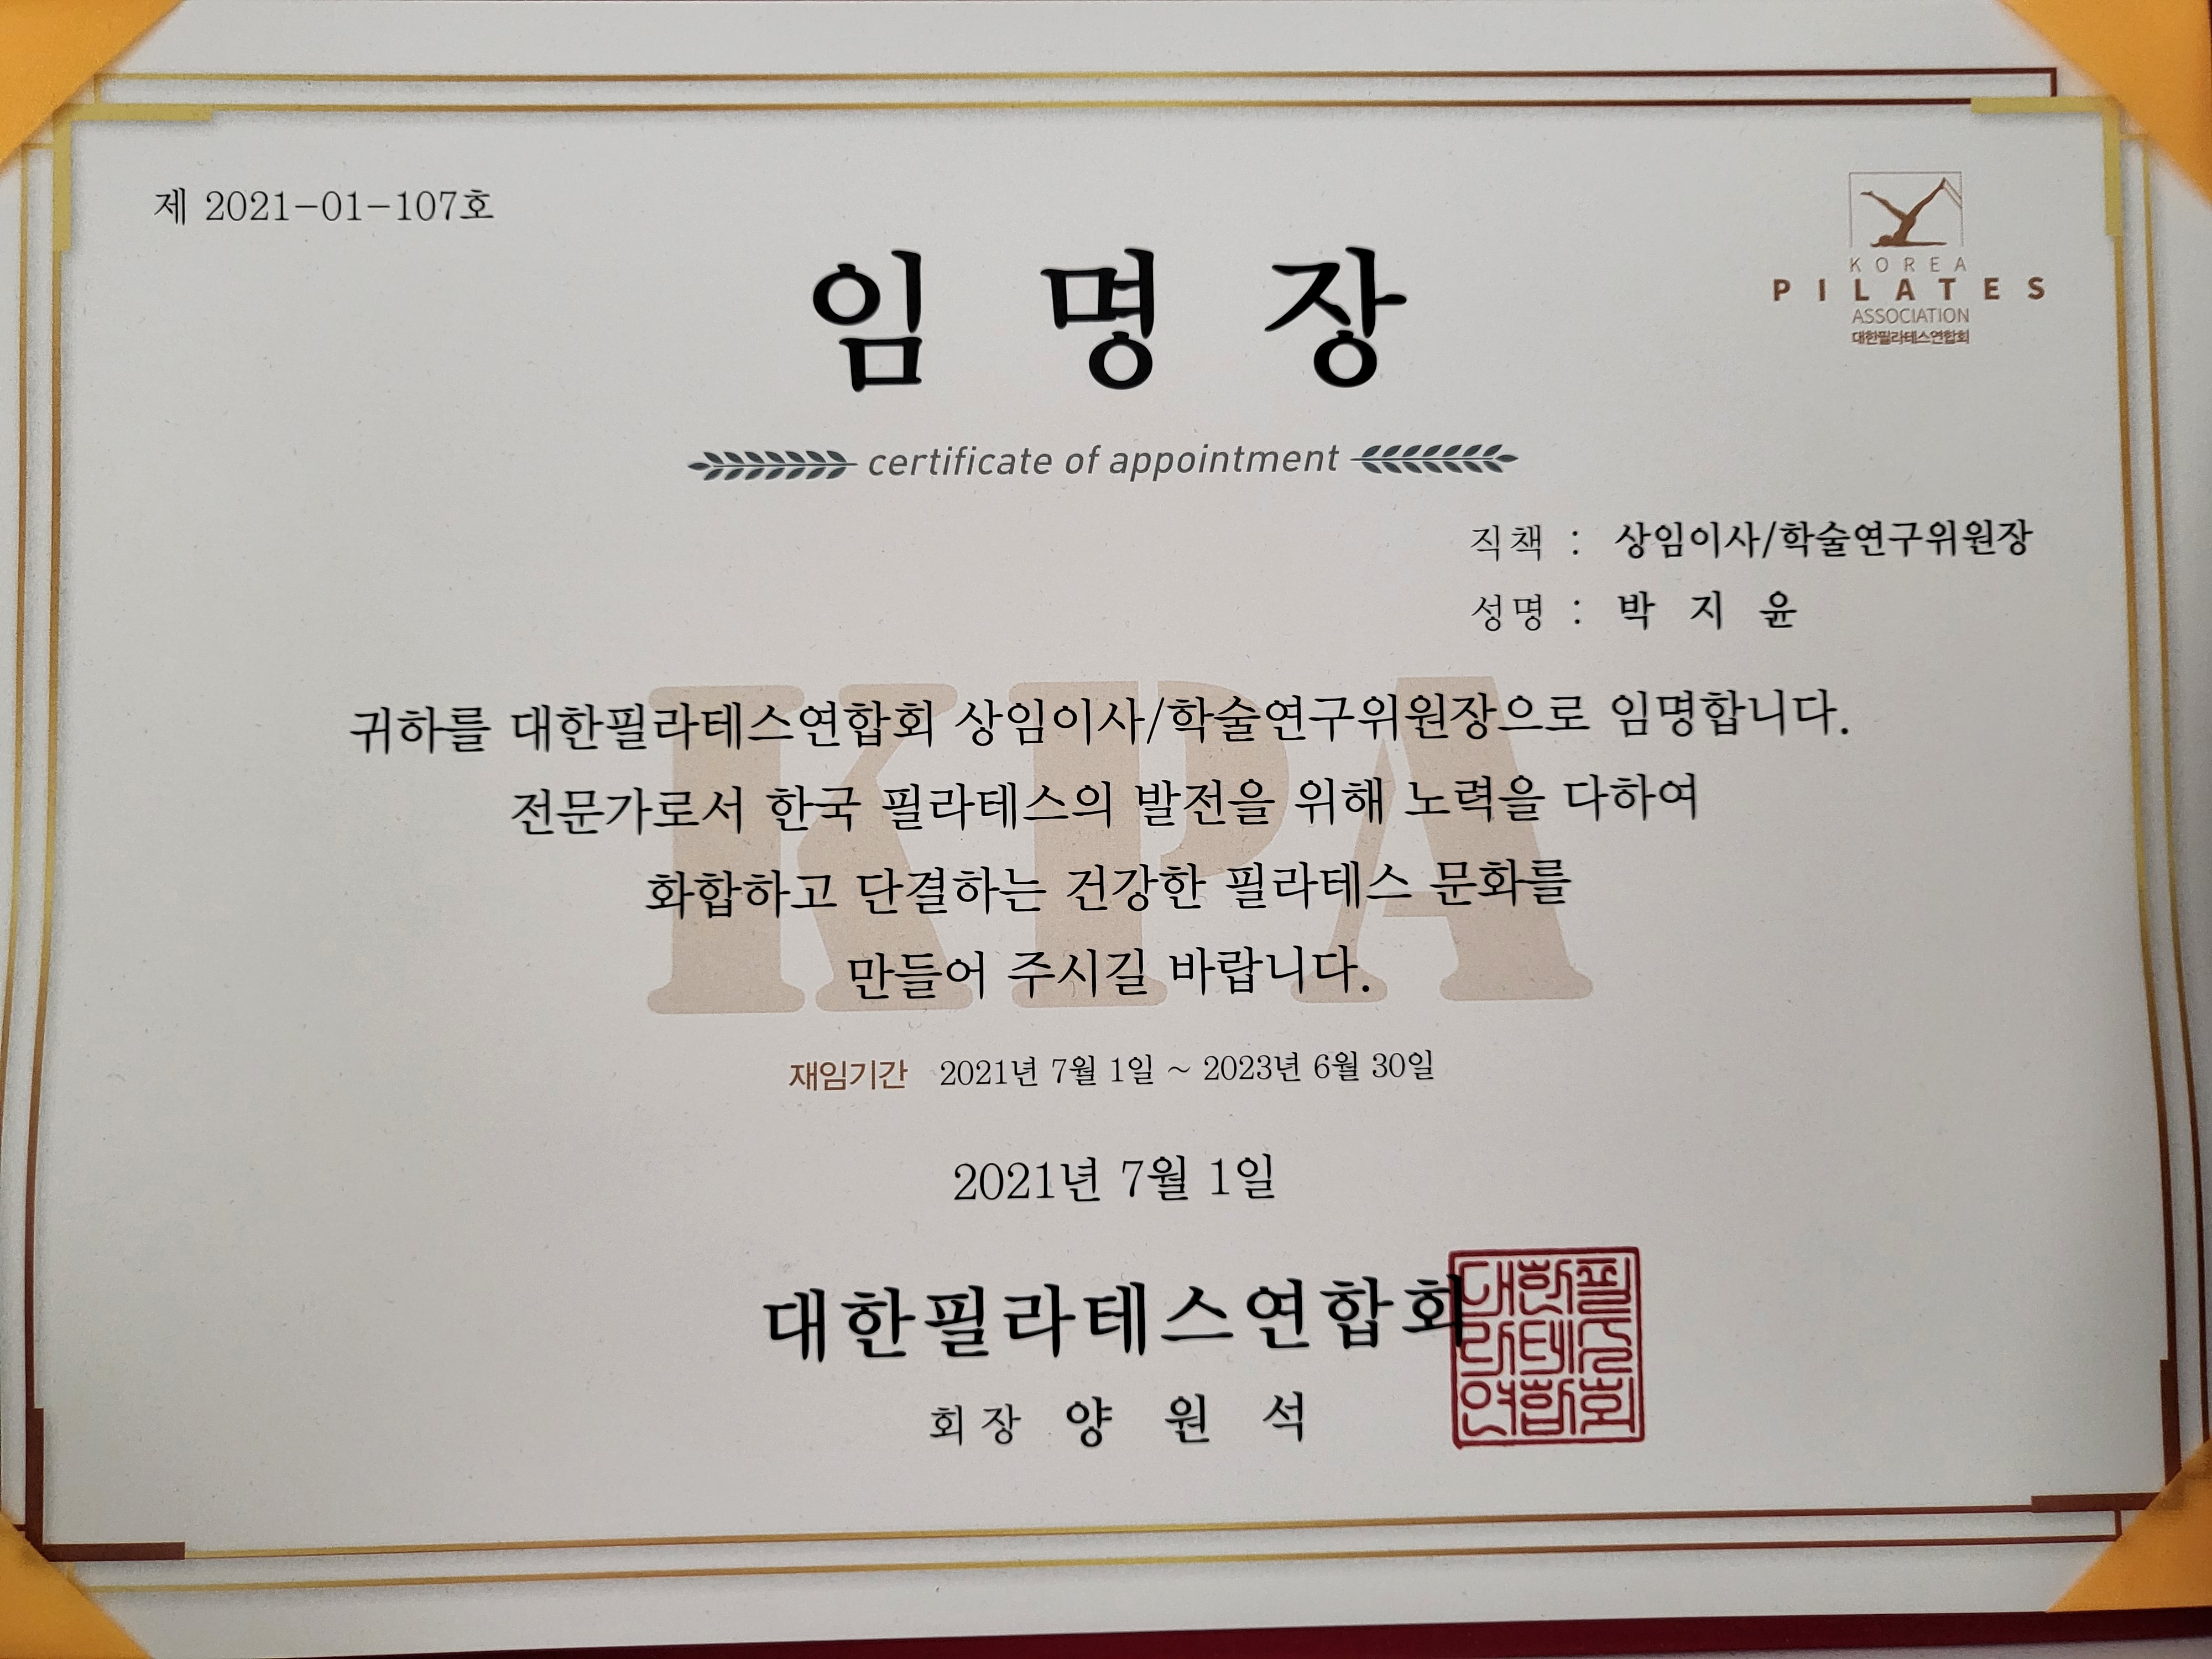 제 2021-01-107호
KOREA
PILATES
ASSOCIATION
대한필라테스연합회
임 명 장
certificate of appointment
직책 : 상임이사/학술연구위원장
성명 : 박 지 윤
KPA
귀하를 대한필라테스연합회 상임이사/학술연구위원장으로 임명합니다.
전문가로서 한국 필라테스의 발전을 위해 노력을 다하여
화합하고 단결하는 건강한 필라테스 문화를
만들어 주시길 바랍니다.
재임기간 2021년 7월 1일 ~ 2023년 6월 30일
2021년 7월 1일
대한필라테스연합회
회장 양 원 석
대한필
라테스
연합회